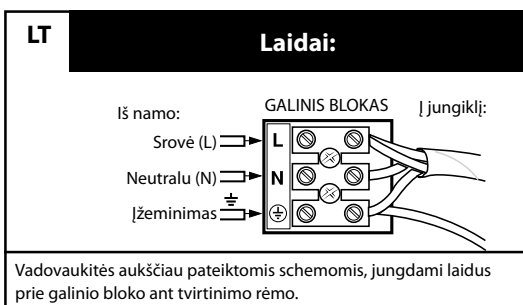 LT
Laidai:
Iš namo:
GALINIS BLOKAS
Į jungiklį:
Srovė (L)
L
Neutralu (N)
N
Įžeminimas
Vadovaukitės aukščiau pateiktomis schemomis, jungdami laidus
prie galinio bloko ant tvirtinimo rėmo.